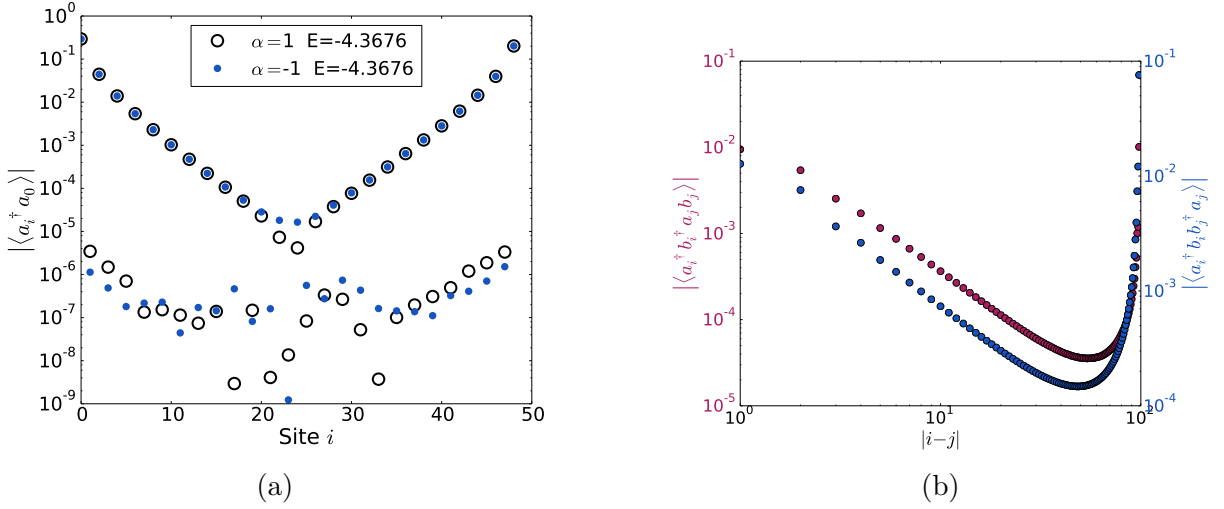 10^0
10^{-1}
10^{-2}
10^{-3}
10^{-4}
10^{-5}
10^{-6}
10^{-7}
10^{-8}
10^{-9}
|⟨a_i^† a_0⟩|
α=1 E=-4.3676
α=-1 E=-4.3676
0 10 20 30 40 50
Site i
(a)
10^{-1}
10^{-2}
10^{-3}
10^{-4}
10^{-5}
|⟨a_i^† b_i^† a_j b_j⟩|
10^0 10^1 10^2
|i−j|
10^{-1}
10^{-2}
10^{-3}
10^{-4}
|⟨a_i^† b_i b_j^† a_j⟩|
(b)